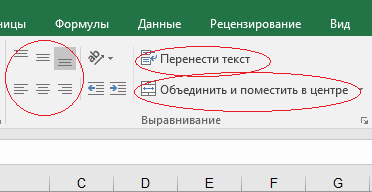 ницы Формулы Данные Рецензирование Вид
Перенести текст
Объединить и поместить в центре
Выравнивание
C D E F G